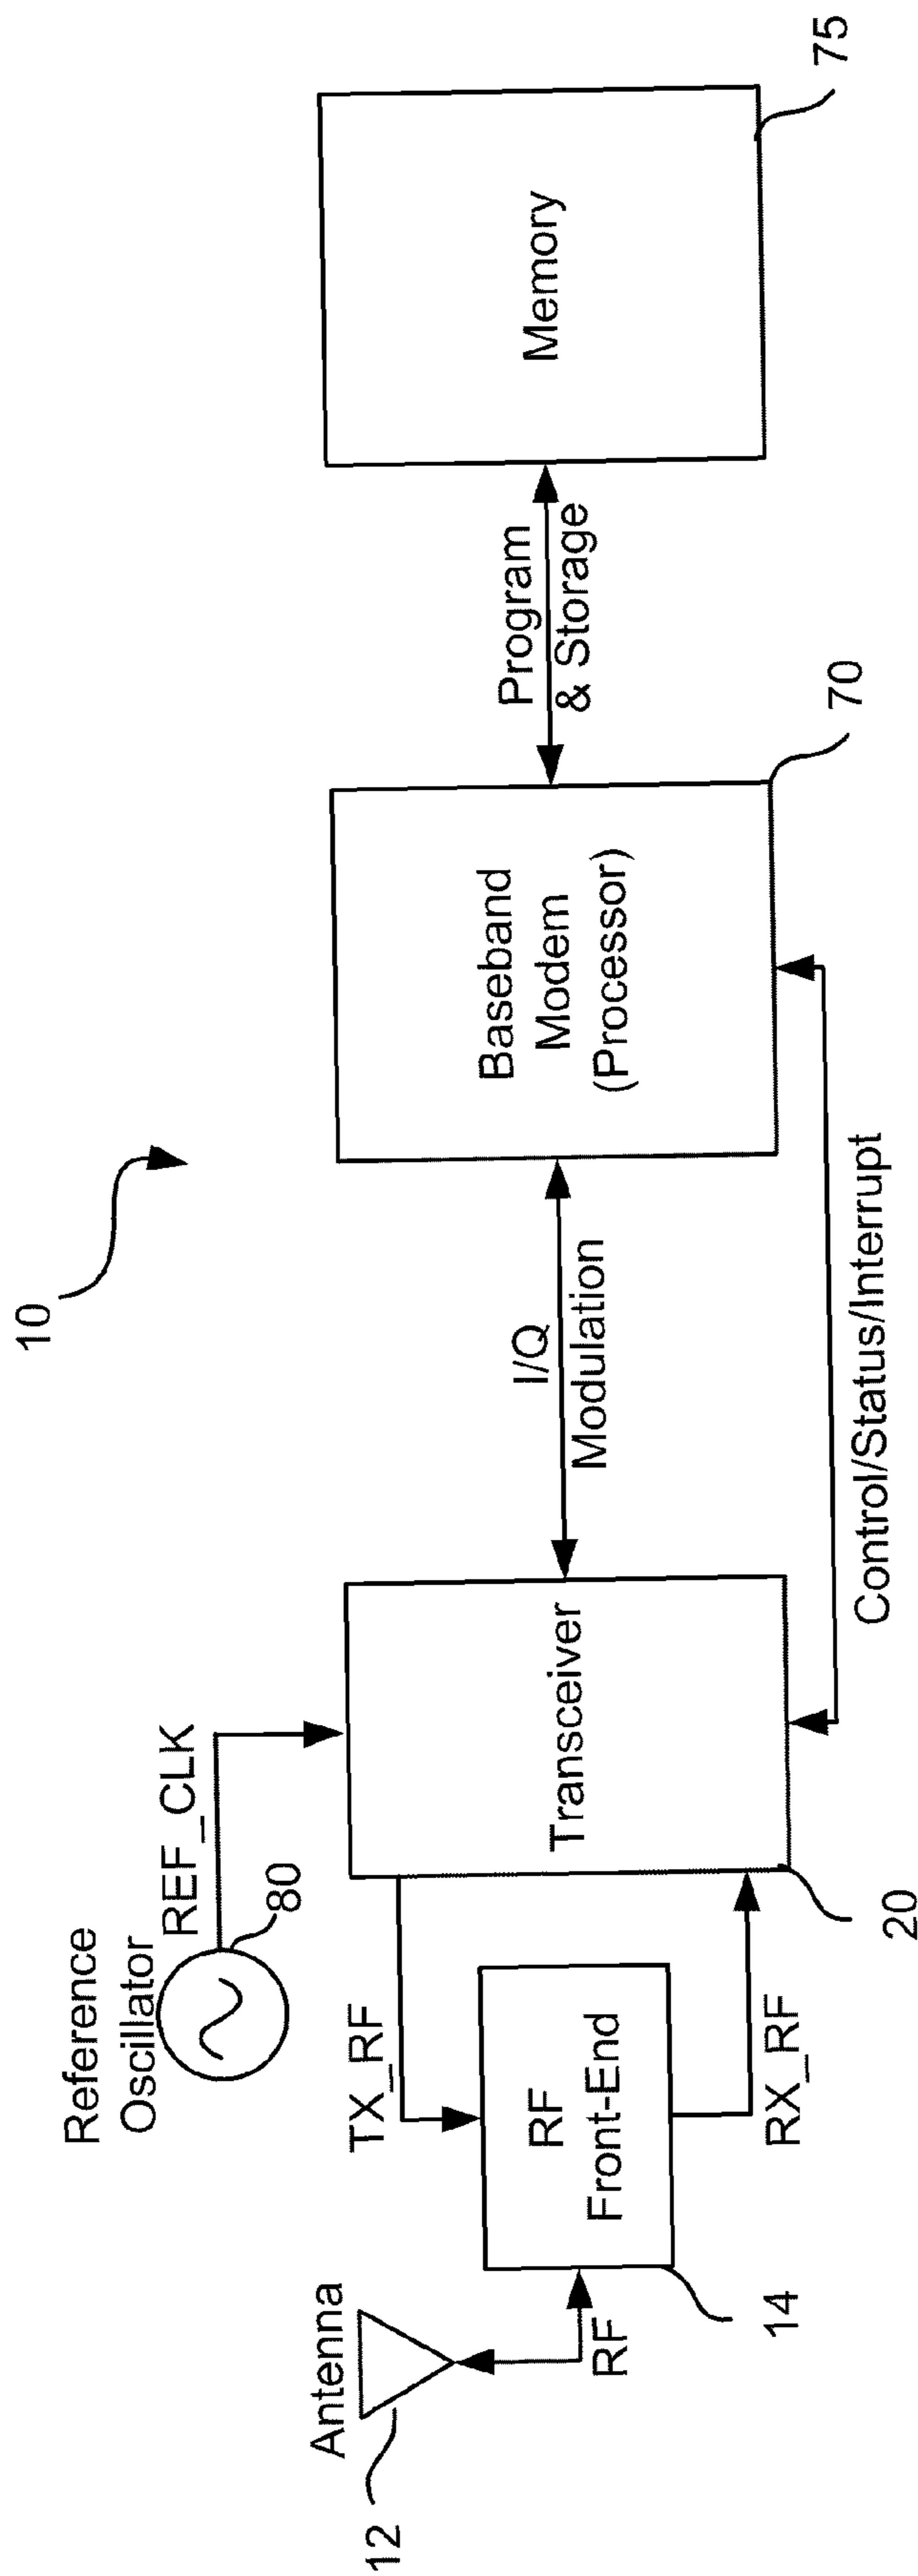 10
Reference
Oscillator
REF_CLK
80
Antenna
12
RF
TX_RF
RF
Front-End
14
RX_RF
Transceiver
20
I/Q
Modulation
Control/Status/Interrupt
Baseband
Modem
(Processor)
70
Program
& Storage
Memory
75